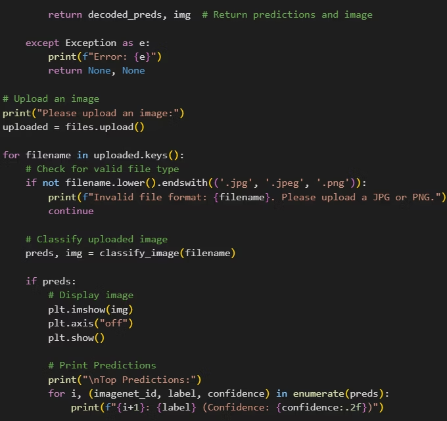 return decoded_preds, img  # Return predictions and image

    except Exception as e:
        print(f"Error: {e}")
        return None, None

# Upload an image
print("Please upload an image:")
uploaded = files.upload()

for filename in uploaded.keys():
    # Check for valid file type
    if not filename.lower().endswith(('.jpg', '.jpeg', '.png')):
        print(f"Invalid file format: {filename}. Please upload a JPG or PNG.")
        continue

    # Classify uploaded image
    preds, img = classify_image(filename)

    if preds:
        # Display image
        plt.imshow(img)
        plt.axis("off")
        plt.show()

        # Print Predictions
        print("\nTop Predictions:")
        for i, (imagenet_id, label, confidence) in enumerate(preds):
            print(f"{i+1}: {label} (Confidence: {confidence:.2f})")